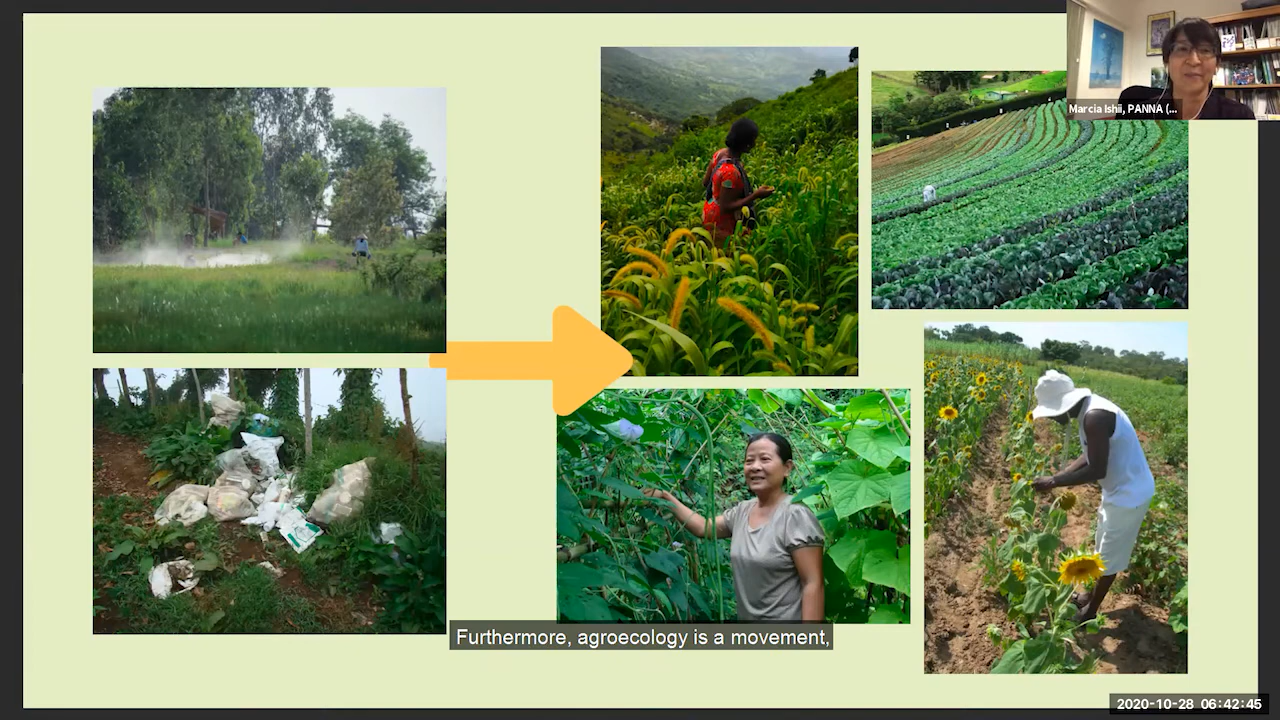 Marcia Ishii, PANNA (...
Furthermore, agroecology is a movement,
2020-10-28 06:42:45